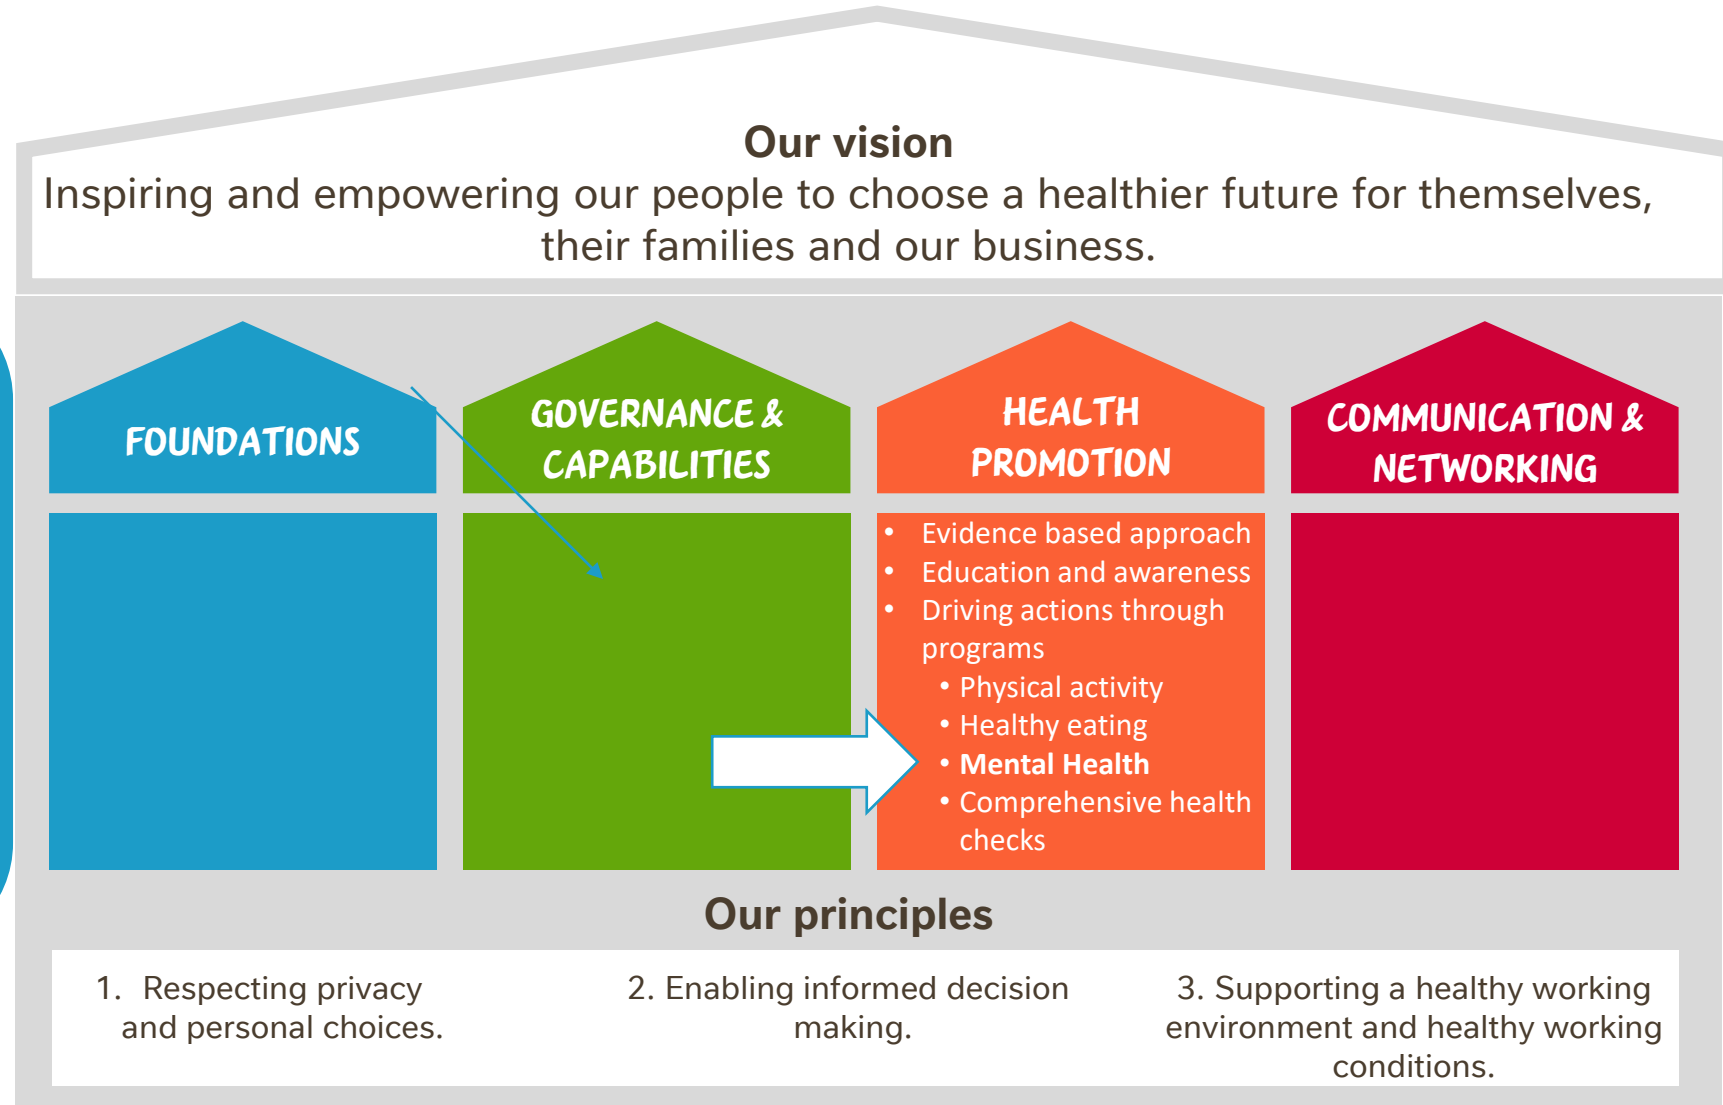 Our vision
Inspiring and empowering our people to choose a healthier future for themselves,
their families and our business.
FOUNDATIONS
GOVERNANCE &
CAPABILITIES
HEALTH
PROMOTION
COMMUNICATION &
NETWORKING
• Evidence based approach
• Education and awareness
• Driving actions through
programs
• Physical activity
• Healthy eating
• Mental Health
• Comprehensive health
checks
Our principles
1. Respecting privacy
and personal choices.
2. Enabling informed decision
making.
3. Supporting a healthy working
environment and healthy working
conditions.